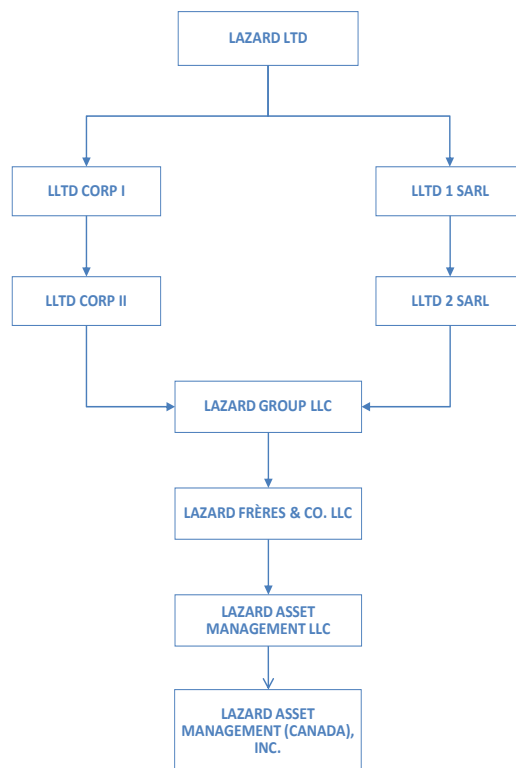 LAZARD LTD
LLTD CORP I
LLTD 1 SARL
LLTD CORP II
LLTD 2 SARL
LAZARD GROUP LLC
LAZARD FRÈRES & CO. LLC
LAZARD ASSET
MANAGEMENT LLC
LAZARD ASSET
MANAGEMENT (CANADA),
INC.